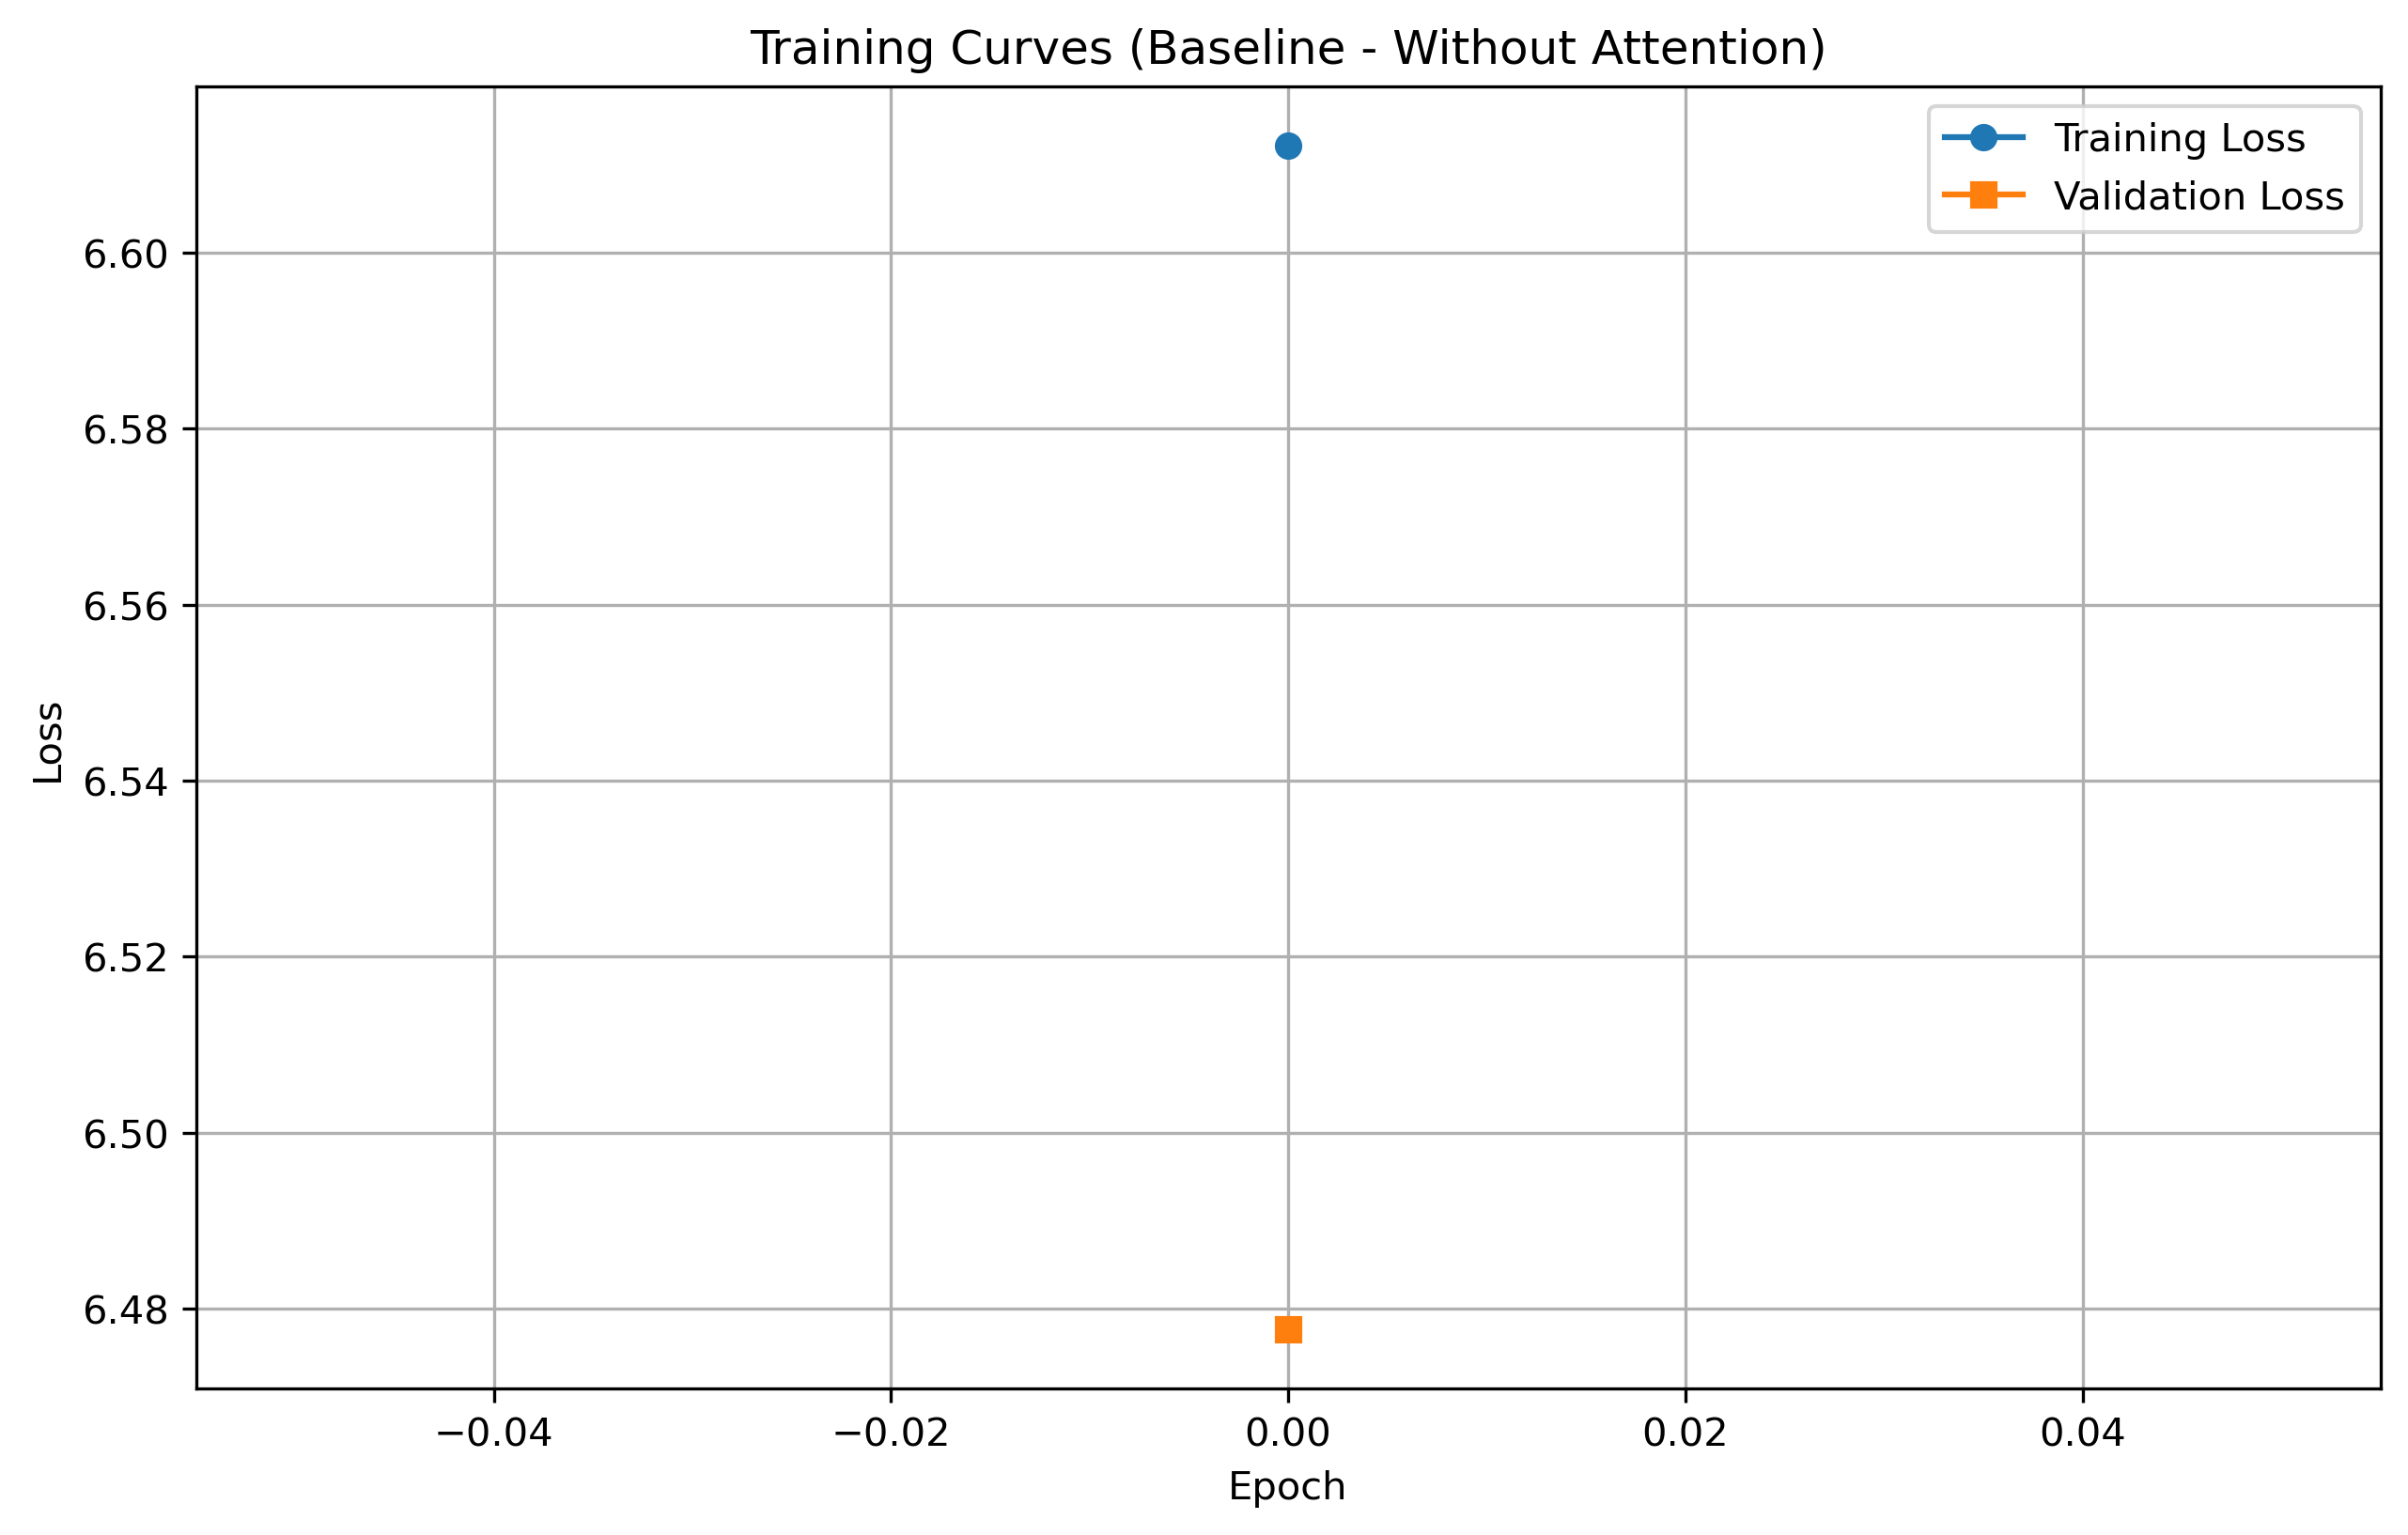 Training Curves (Baseline - Without Attention)
Training Loss
Validation Loss
6.60
6.58
6.56
6.54
6.52
6.50
6.48
Loss
−0.04 −0.02 0.00 0.02 0.04
Epoch